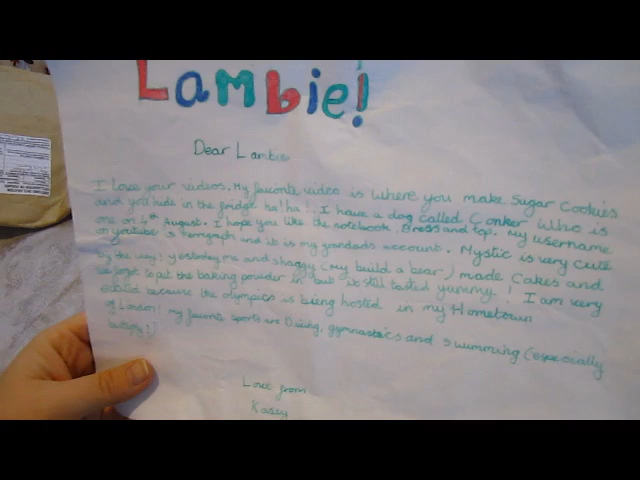 Lambie!
Dear Lambie
I love your videos. My favorite video is where you make Sugar Cookies
and you hide in the fridge ha! ha!. I have a dog called Conker who is
one on 4th August. I hope you like the notebook, Dress and top. My username
on youtube is and it is my grandads account. Mystic is very cute
by the way! Yesterday me and shaggy (my build a bear) made Cakes and
we forgot to put the baking powder in but it still tasted yummy! I am very
excited because the olympics is being hosted in my Hometown
of London! my favorite sports are Diving, gymnastics and swimming (especially
butterfly!)
Love from
Kasey